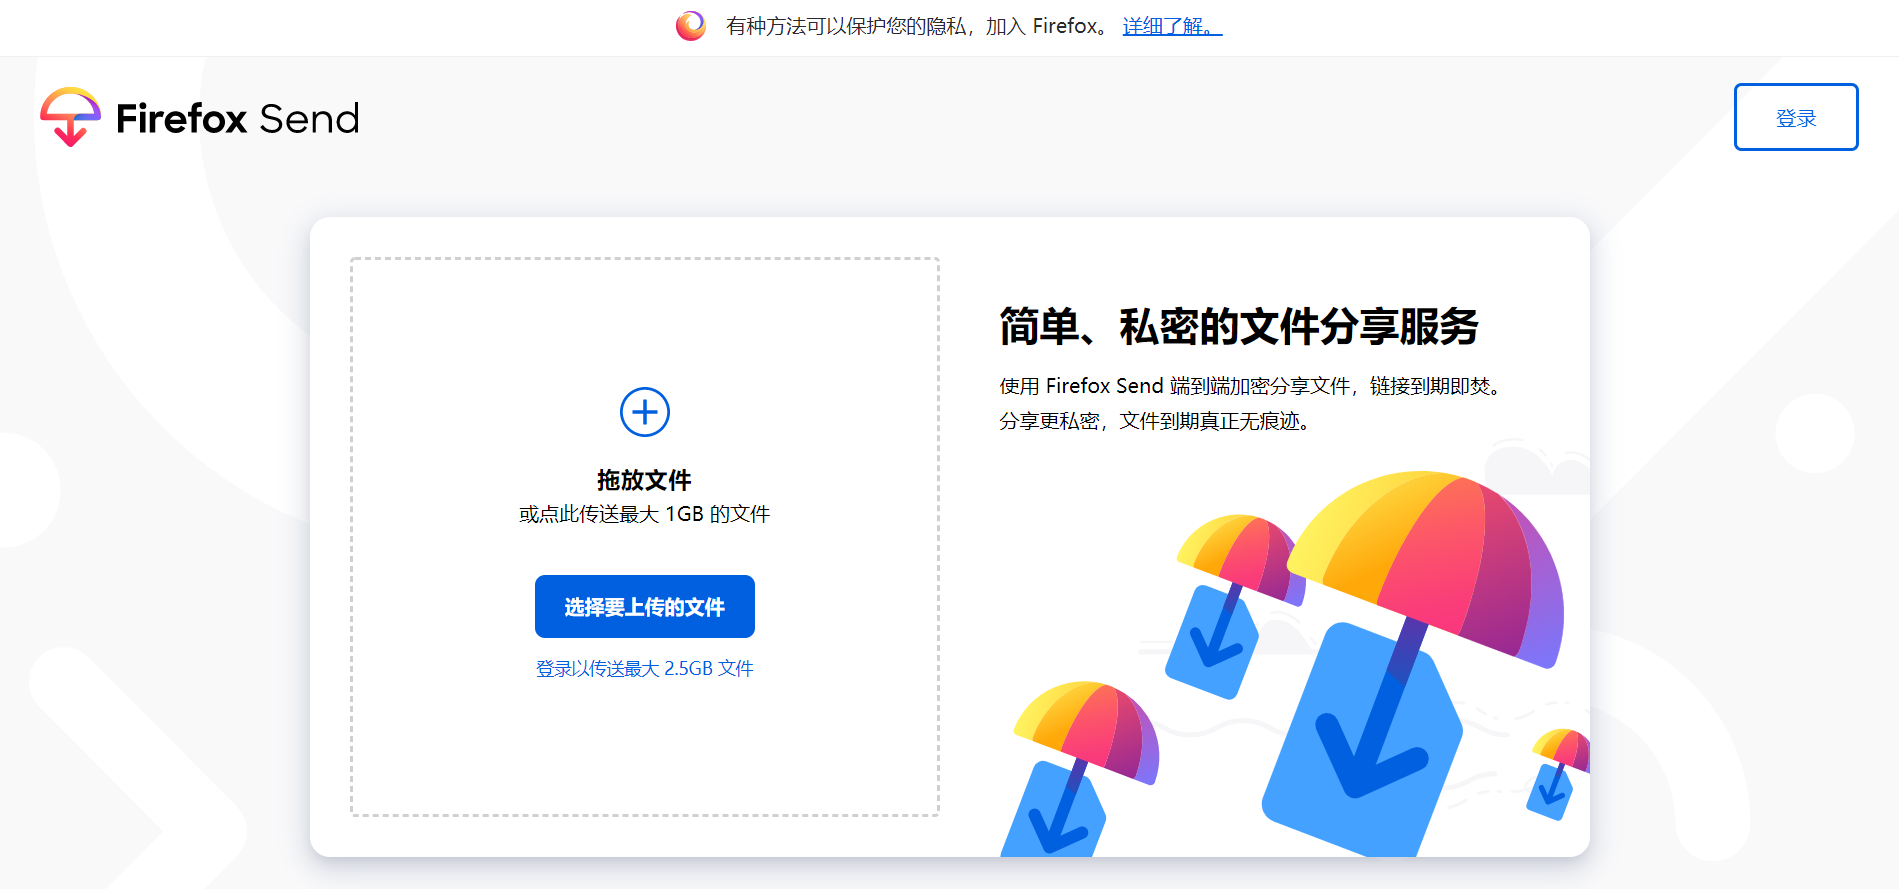 有种方法可以保护您的隐私，加入 Firefox。 详细了解。
Firefox Send
登录
简单、私密的文件分享服务
使用 Firefox Send 端到端加密分享文件，链接到期即焚。
分享更私密，文件到期真正无痕迹。
拖放文件
或点此传送最大 1GB 的文件
选择要上传的文件
登录以传送最大 2.5GB 文件